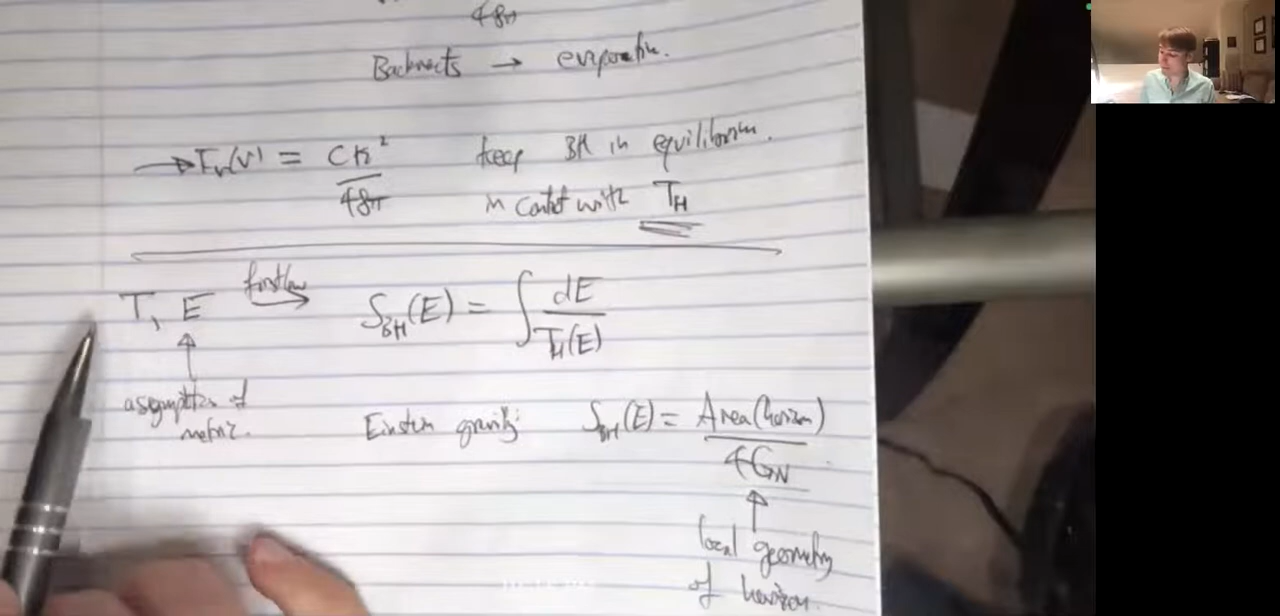 48π
Backreacts → evaporation.
→ T_v(v) = cκ² / 48π keep BH in equilibrium.
in contact with T_H
T, E first law → S_BH(E) = ∫ dE / T_H(E)
↑
asymptotics of
metric.
Einstein gravity: S_BH(E) = Area(horizon) / 4G_N
↑
local geometry
of horizon.